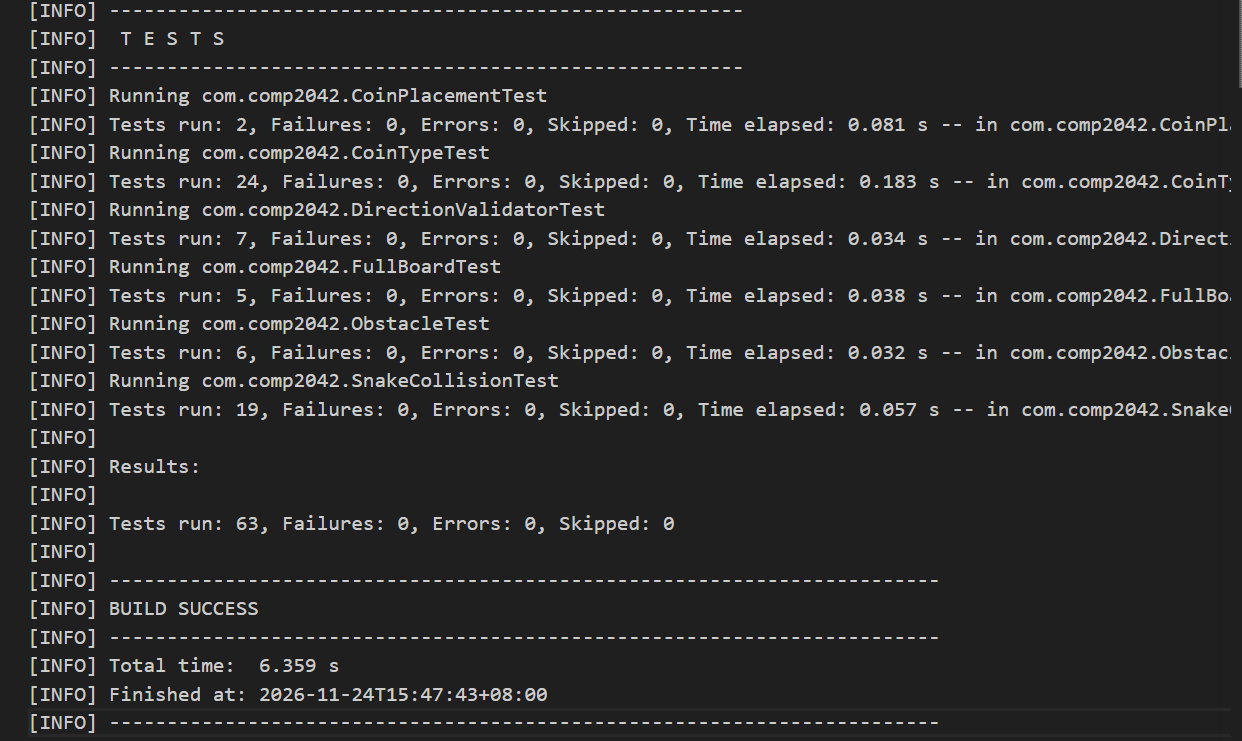 [INFO] -------------------------------------------------------
[INFO]  T E S T S
[INFO] -------------------------------------------------------
[INFO] Running com.comp2042.CoinPlacementTest
[INFO] Tests run: 2, Failures: 0, Errors: 0, Skipped: 0, Time elapsed: 0.081 s -- in com.comp2042.CoinPl
[INFO] Running com.comp2042.CoinTypeTest
[INFO] Tests run: 24, Failures: 0, Errors: 0, Skipped: 0, Time elapsed: 0.183 s -- in com.comp2042.CoinTy
[INFO] Running com.comp2042.DirectionValidatorTest
[INFO] Tests run: 7, Failures: 0, Errors: 0, Skipped: 0, Time elapsed: 0.034 s -- in com.comp2042.Direct
[INFO] Running com.comp2042.FullBoardTest
[INFO] Tests run: 5, Failures: 0, Errors: 0, Skipped: 0, Time elapsed: 0.038 s -- in com.comp2042.FullBo
[INFO] Running com.comp2042.ObstacleTest
[INFO] Tests run: 6, Failures: 0, Errors: 0, Skipped: 0, Time elapsed: 0.032 s -- in com.comp2042.Obstac
[INFO] Running com.comp2042.SnakeCollisionTest
[INFO] Tests run: 19, Failures: 0, Errors: 0, Skipped: 0, Time elapsed: 0.057 s -- in com.comp2042.Snake
[INFO]
[INFO] Results:
[INFO]
[INFO] Tests run: 63, Failures: 0, Errors: 0, Skipped: 0
[INFO]
[INFO] ------------------------------------------------------------------------
[INFO] BUILD SUCCESS
[INFO] ------------------------------------------------------------------------
[INFO] Total time:  6.359 s
[INFO] Finished at: 2026-11-24T15:47:43+08:00
[INFO] ------------------------------------------------------------------------